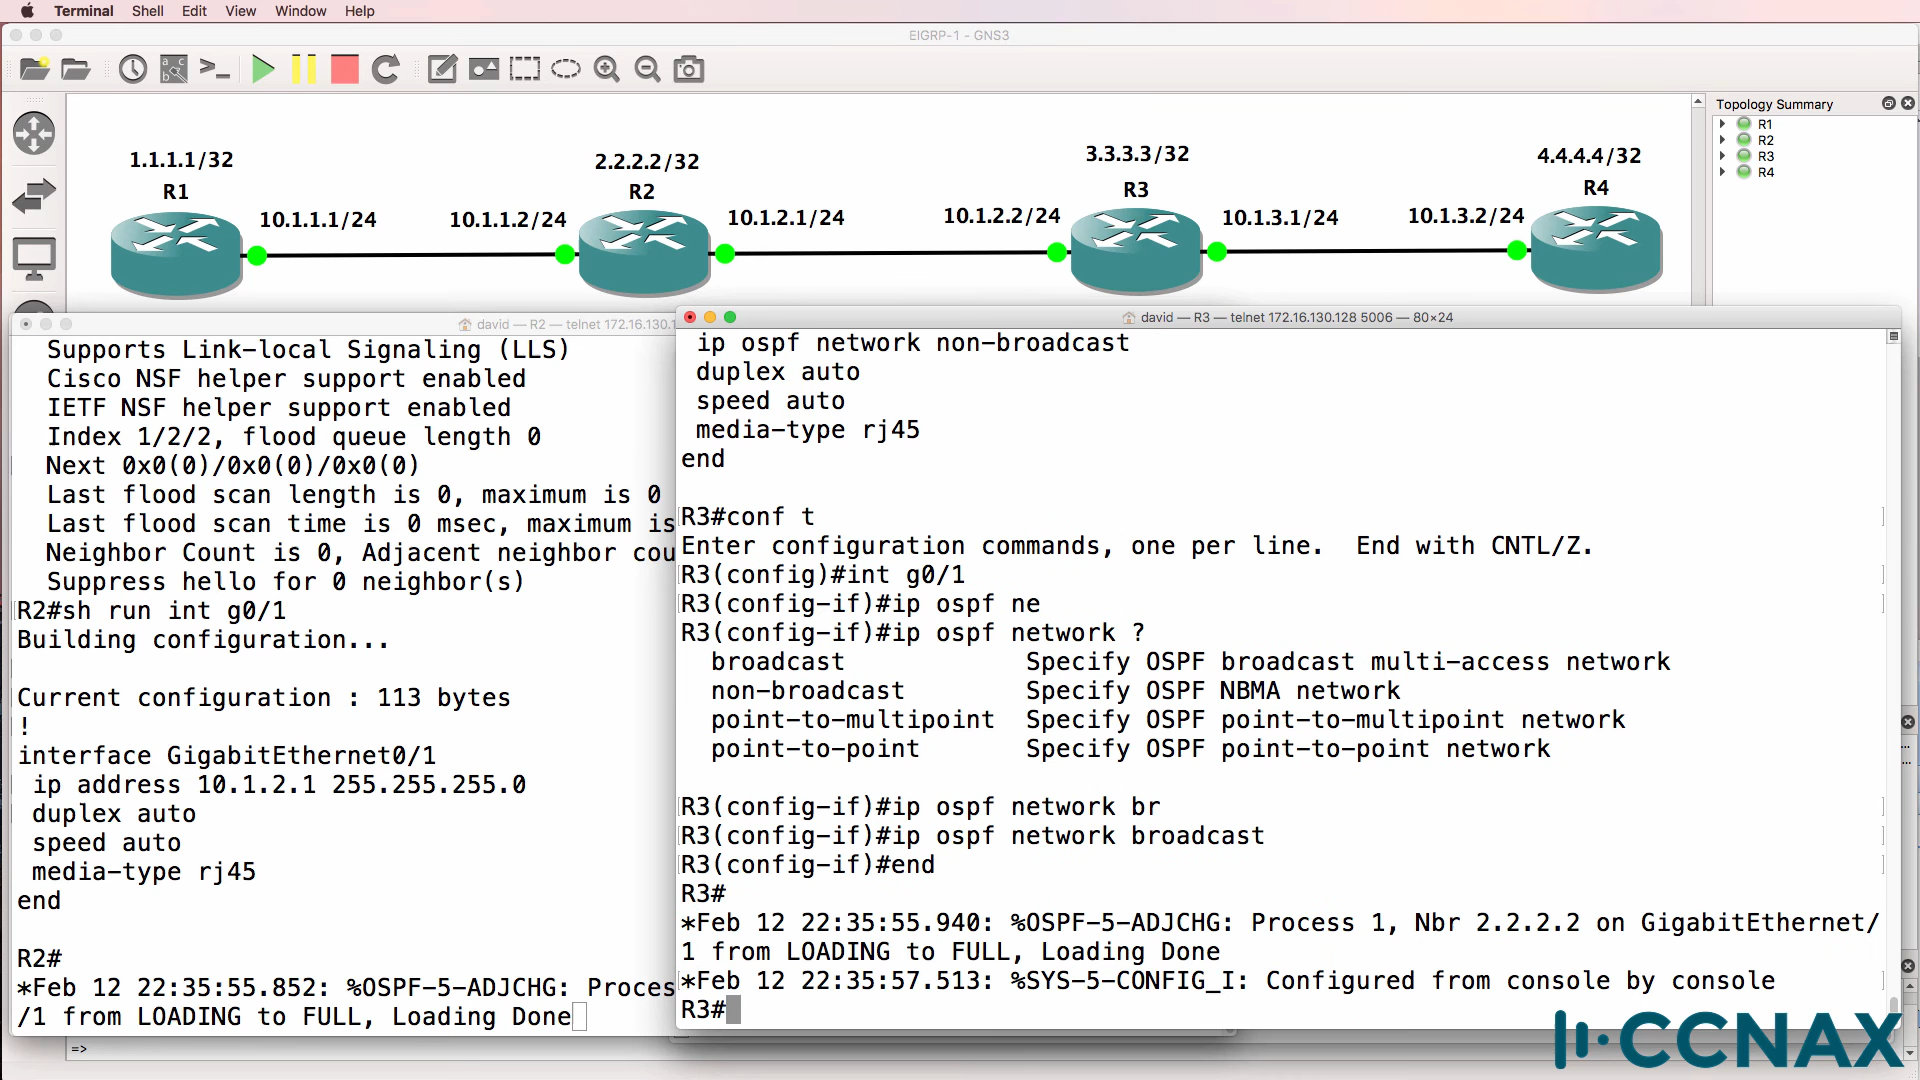 Terminal Shell Edit View Window Help
EIGRP-1 - GNS3
Topology Summary
R1
R2
R3
R4
1.1.1.1/32
R1
10.1.1.1/24
10.1.1.2/24
2.2.2.2/32
R2
10.1.2.1/24
10.1.2.2/24
3.3.3.3/32
R3
10.1.3.1/24
10.1.3.2/24
4.4.4.4/32
R4
david — R2 — telnet 172.16.130.1
Supports Link-local Signaling (LLS)
Cisco NSF helper support enabled
IETF NSF helper support enabled
Index 1/2/2, flood queue length 0
Next 0x0(0)/0x0(0)/0x0(0)
Last flood scan length is 0, maximum is 0
Last flood scan time is 0 msec, maximum is
Neighbor Count is 0, Adjacent neighbor cou
Suppress hello for 0 neighbor(s)
R2#sh run int g0/1
Building configuration...
Current configuration : 113 bytes
!
interface GigabitEthernet0/1
ip address 10.1.2.1 255.255.255.0
duplex auto
speed auto
media-type rj45
end
R2#
*Feb 12 22:35:55.852: %OSPF-5-ADJCHG: Proces
/1 from LOADING to FULL, Loading Done
=>
david — R3 — telnet 172.16.130.128 5006 — 80×24
ip ospf network non-broadcast
duplex auto
speed auto
media-type rj45
end
R3#conf t
Enter configuration commands, one per line.  End with CNTL/Z.
R3(config)#int g0/1
R3(config-if)#ip ospf ne
R3(config-if)#ip ospf network ?
broadcast Specify OSPF broadcast multi-access network
non-broadcast Specify OSPF NBMA network
point-to-multipoint Specify OSPF point-to-multipoint network
point-to-point Specify OSPF point-to-point network
R3(config-if)#ip ospf network br
R3(config-if)#ip ospf network broadcast
R3(config-if)#end
R3#
*Feb 12 22:35:55.940: %OSPF-5-ADJCHG: Process 1, Nbr 2.2.2.2 on GigabitEthernet/
1 from LOADING to FULL, Loading Done
*Feb 12 22:35:57.513: %SYS-5-CONFIG_I: Configured from console by console
R3#
CCNAX